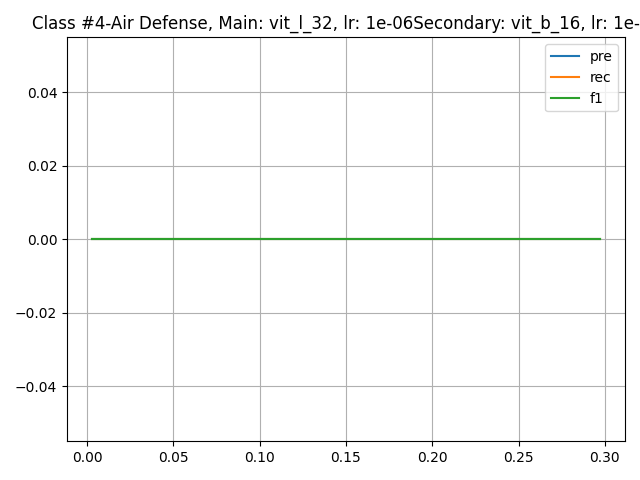 Class #4-Air Defense, Main: vit_l_32, lr: 1e-06Secondary: vit_b_16, lr: 1e-
pre
rec
f1
0.04
0.02
0.00
−0.02
−0.04
0.00 0.05 0.10 0.15 0.20 0.25 0.30